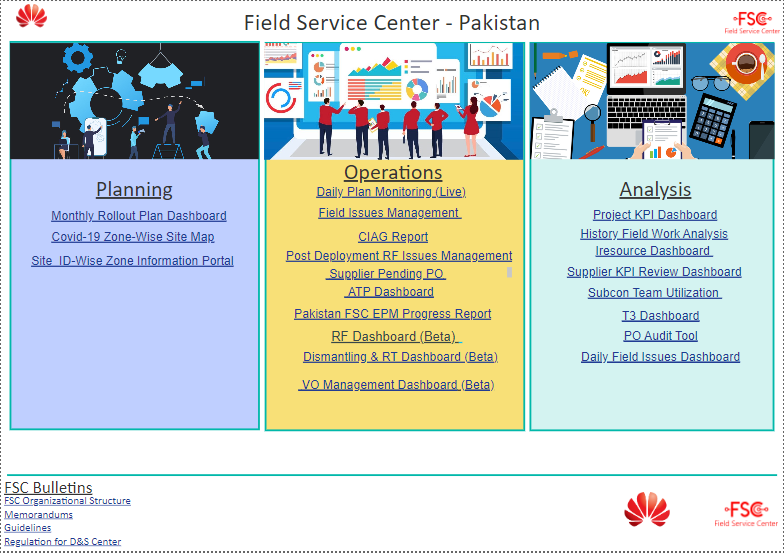 Field Service Center - Pakistan
FSC
Field Service Center
Planning
Monthly Rollout Plan Dashboard
Covid-19 Zone-Wise Site Map
Site_ID-Wise Zone Information Portal
Operations
Daily Plan Monitoring (Live)
Field Issues Management
CIAG Report
Post Deployment RF Issues Management
Supplier Pending PO
ATP Dashboard
Pakistan FSC EPM Progress Report
RF Dashboard (Beta)
Dismantling & RT Dashboard (Beta)
VO Management Dashboard (Beta)
Analysis
Project KPI Dashboard
History Field Work Analysis
Iresource Dashboard
Supplier KPI Review Dashboard
Subcon Team Utilization
T3 Dashboard
PO Audit Tool
Daily Field Issues Dashboard
FSC Bulletins
FSC Organizational Structure
Memorandums
Guidelines
Regulation for D&S Center
FSC
Field Service Center